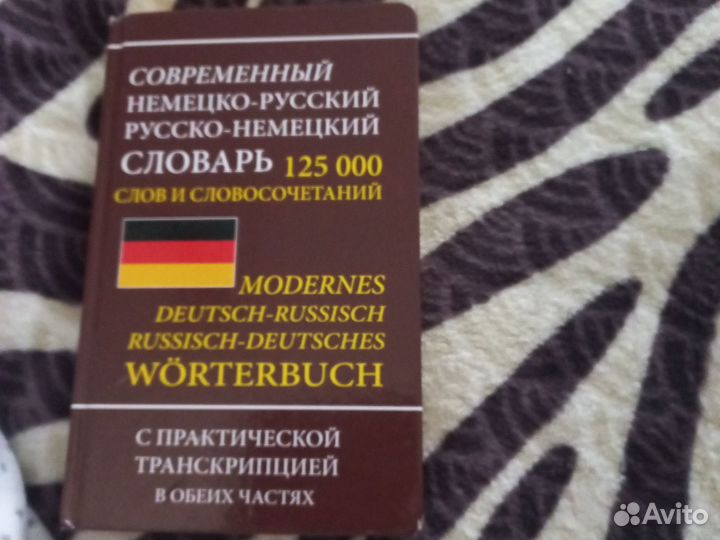 СОВРЕМЕННЫЙ
НЕМЕЦКО-РУССКИЙ
РУССКО-НЕМЕЦКИЙ
СЛОВАРЬ 125 000
СЛОВ И СЛОВОСОЧЕТАНИЙ
MODERNES
DEUTSCH-RUSSISCH
RUSSISCH-DEUTSCHES
WÖRTERBUCH
С ПРАКТИЧЕСКОЙ
ТРАНСКРИПЦИЕЙ
В ОБЕИХ ЧАСТЯХ
Avito